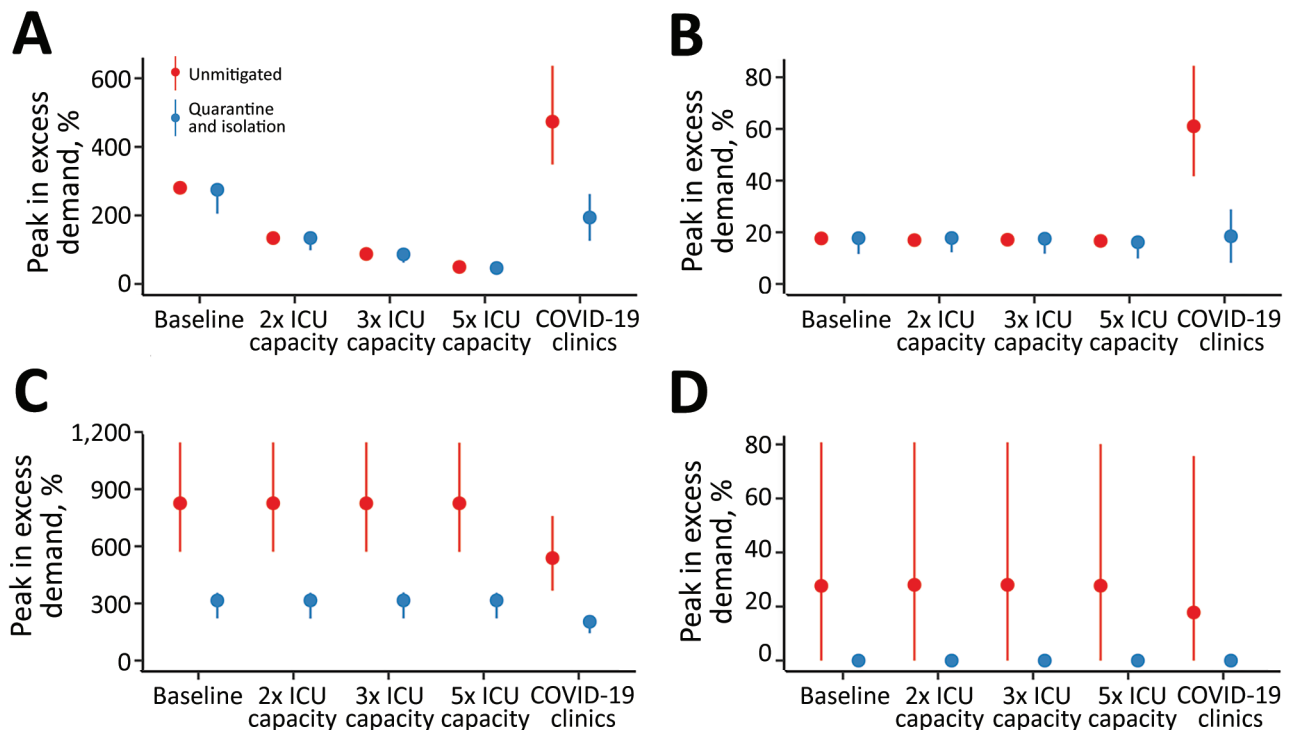 A
Peak in excess
demand, %
600
400
200
0
Unmitigated
Quarantine
and isolation
Baseline
2x ICU
capacity
3x ICU
capacity
5x ICU
capacity
COVID-19
clinics
B
Peak in excess
demand, %
80
60
40
20
0
Baseline
2x ICU
capacity
3x ICU
capacity
5x ICU
capacity
COVID-19
clinics
C
Peak in excess
demand, %
1,200
900
600
300
0
Baseline
2x ICU
capacity
3x ICU
capacity
5x ICU
capacity
COVID-19
clinics
D
Peak in excess
demand, %
80
60
40
20
0
Baseline
2x ICU
capacity
3x ICU
capacity
5x ICU
capacity
COVID-19
clinics